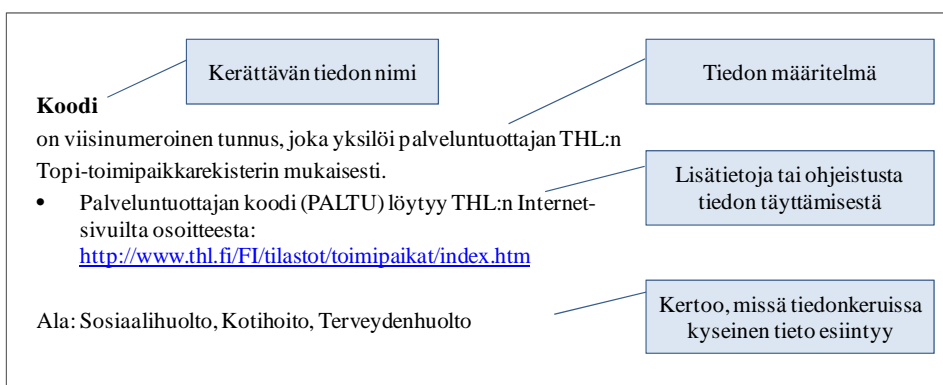 Kerättävän tiedon nimi
Tiedon määritelmä
Koodi
on viisinumeroinen tunnus, joka yksilöi palveluntuottajan THL:n
Topi-toimipaikkarekisterin mukaisesti.
Lisätietoja tai ohjeistusta
tiedon täyttämisestä
• Palveluntuottajan koodi (PALTU) löytyy THL:n Internet-
sivuilta osoitteesta:
http://www.thl.fi/FI/tilastot/toimipaikat/index.htm
Kertoo, missä tiedonkeruissa
kyseinen tieto esiintyy
Ala: Sosiaalihuolto, Kotihoito, Terveydenhuolto